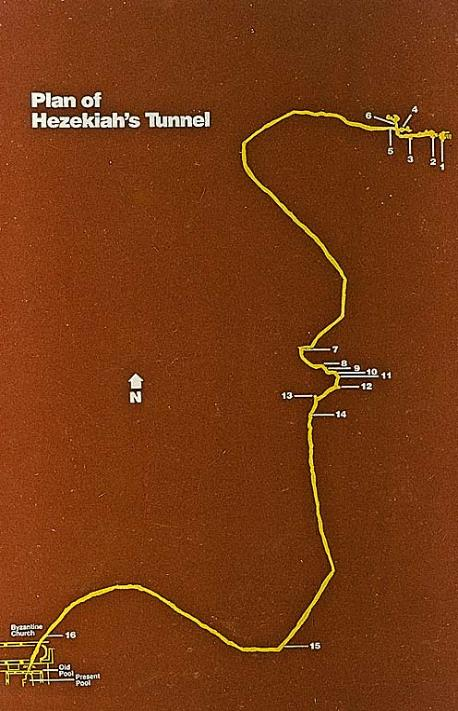 Plan of
Hezekiah's Tunnel
6
4
5
3
2
1
7
8
9
10
11
12
13
14
N
15
Byzantine
Church
16
Old
Pool
Present
Pool